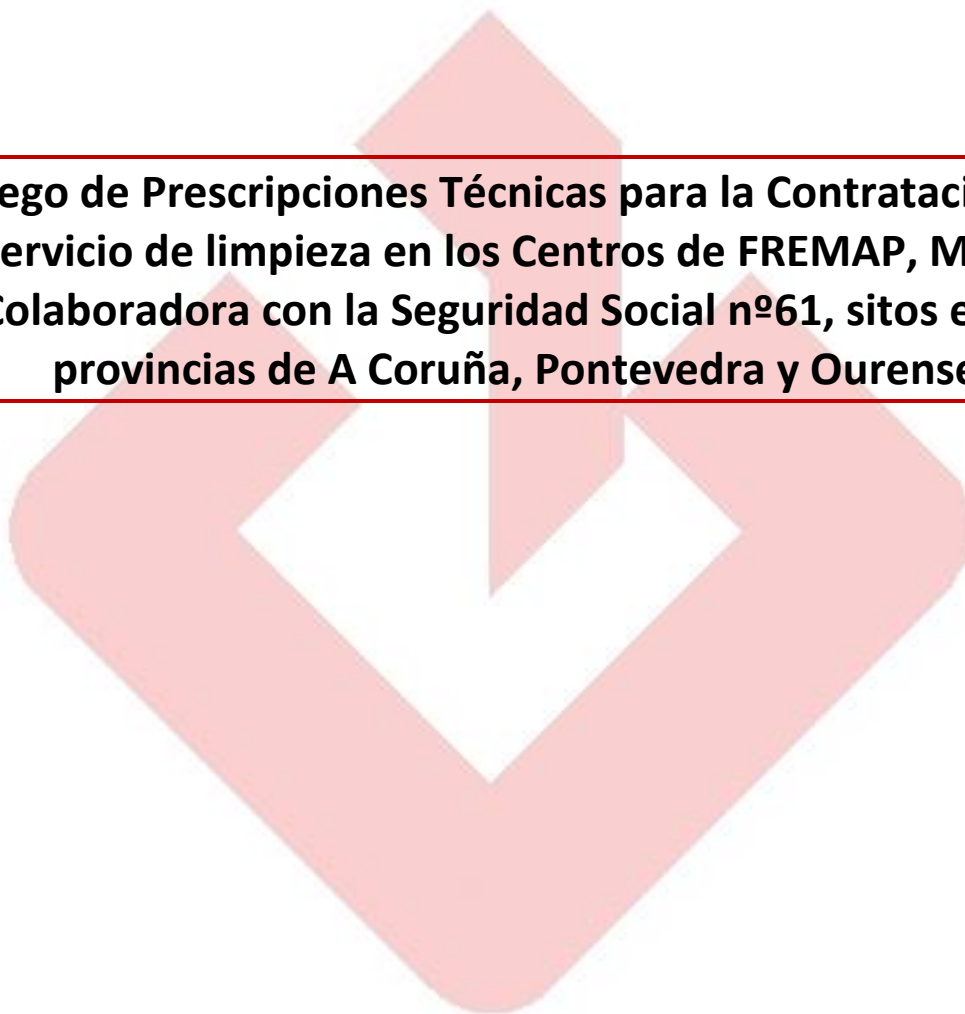 ego de Prescripciones Técnicas para la Contrataci
ervicio de limpieza en los Centros de FREMAP, M
Colaboradora con la Seguridad Social nº61, sitos e
provincias de A Coruña, Pontevedra y Ourense